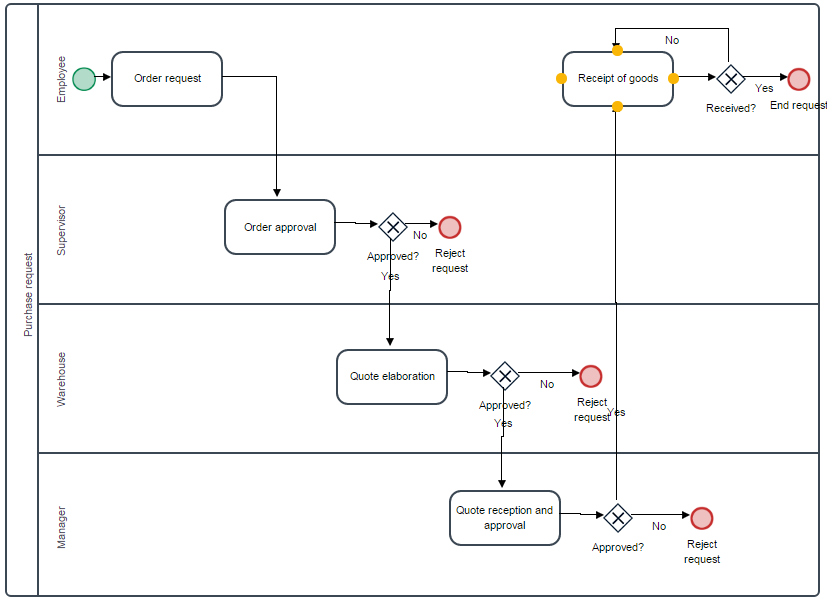 Purchase request
Employee
Order request
Receipt of goods
No
Received?
Yes
End request
Supervisor
Order approval
Approved?
No
Yes
Reject
request
Warehouse
Quote elaboration
Approved?
No
Yes
Reject
request
Yes
Manager
Quote reception and
approval
Approved?
No
Reject
request